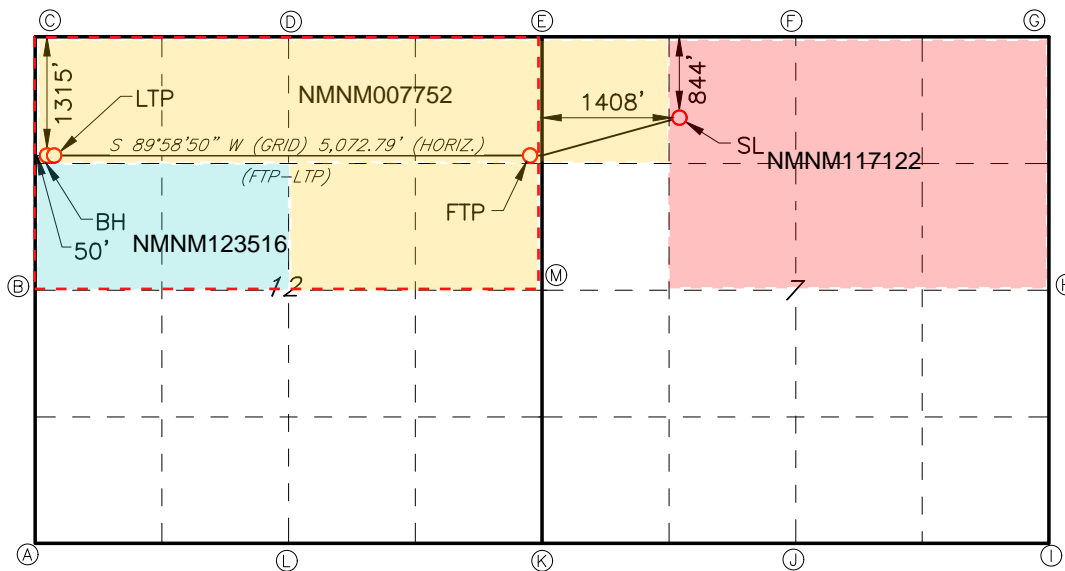 C
D
E
F
G
1315'
LTP
NMNM007752
1408'
844'
S 89°58'50" W (GRID) 5,072.79' (HORIZ.)
(FTP-LTP)
SL
NMNM117122
FTP
BH
50'
NMNM123516
B
12
M
7
H
A
L
K
J
I